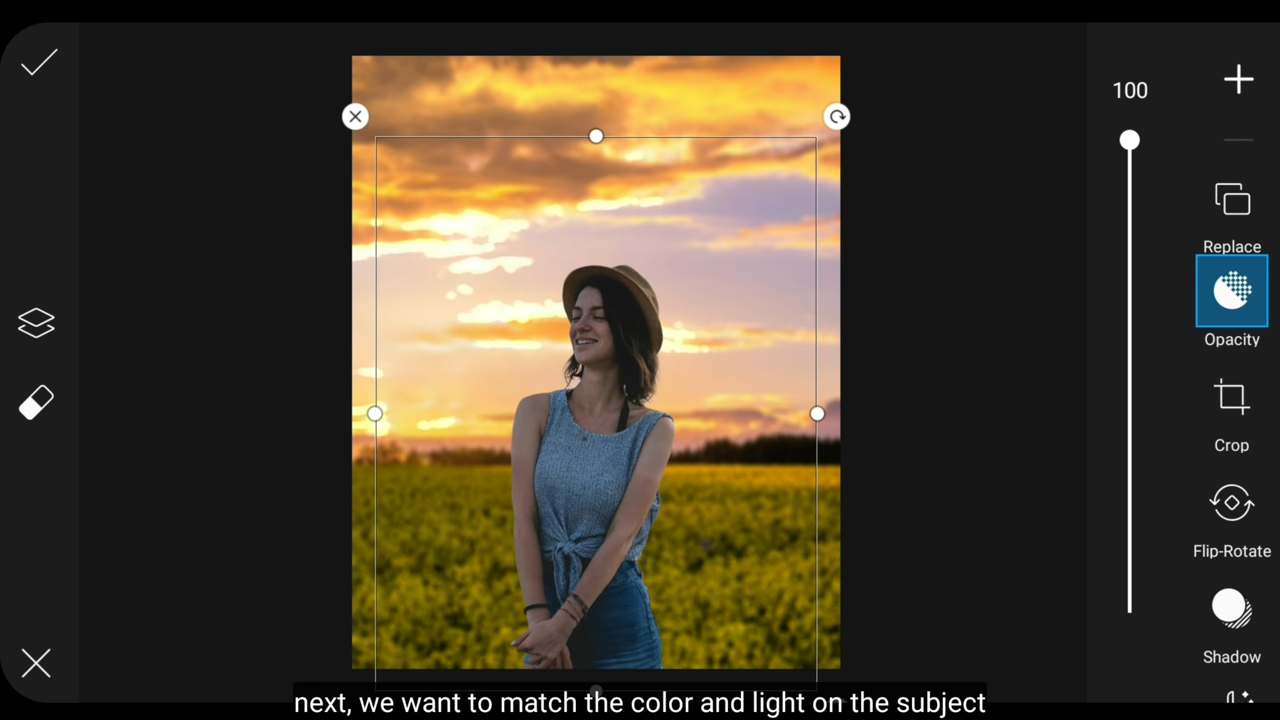 100
Replace
Opacity
Crop
Flip-Rotate
Shadow
next, we want to match the color and light on the subject